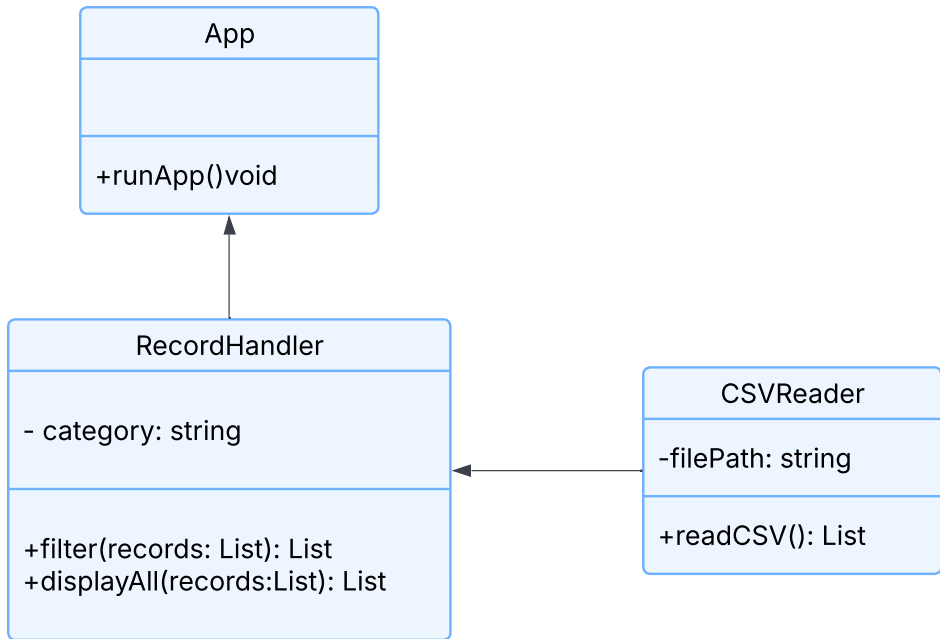 App
+runApp()void
RecordHandler
- category: string
+filter(records: List): List
+displayAll(records:List): List
CSVReader
-filePath: string
+readCSV(): List